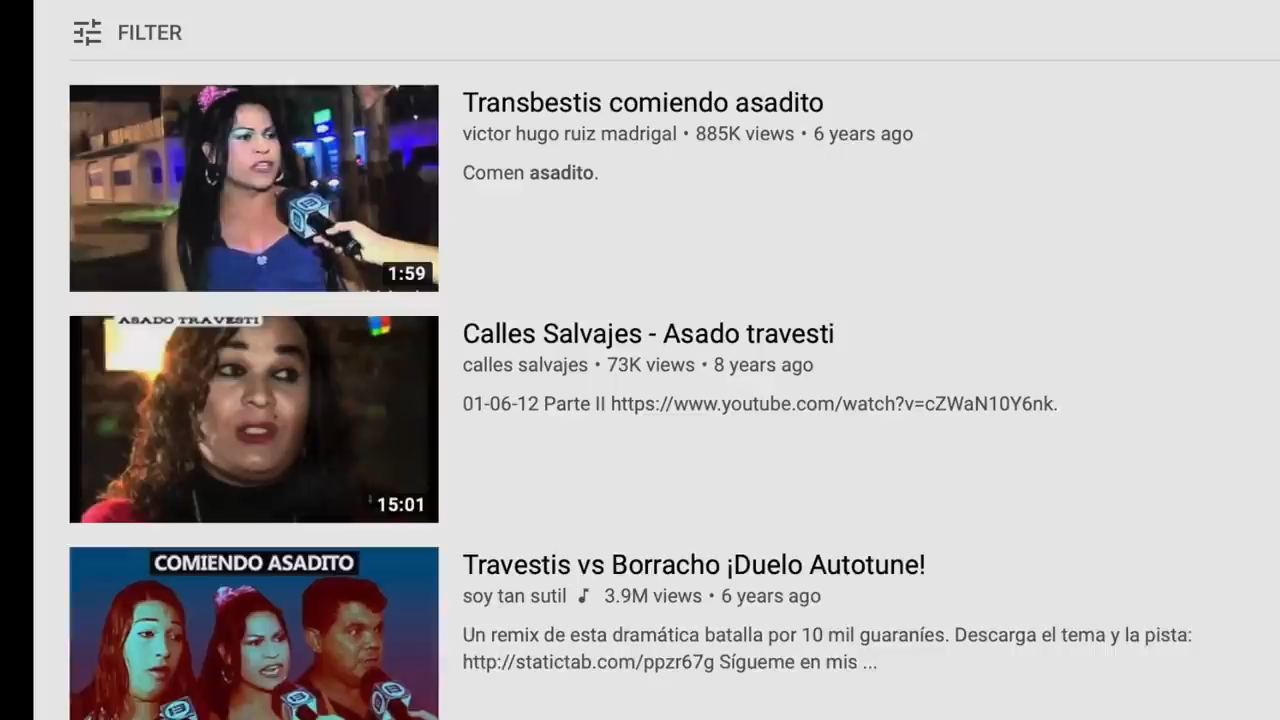 FILTER
Transbestis comiendo asadito
victor hugo ruiz madrigal • 885K views • 6 years ago
Comen asadito.
13
1:59
ASADO TRAVESTI
Calles Salvajes - Asado travesti
calles salvajes • 73K views • 8 years ago
01-06-12 Parte II https://www.youtube.com/watch?v=cZWaN10Y6nk.
15:01
COMIENDO ASADITO
Travestis vs Borracho ¡Duelo Autotune!
soy tan sutil ♪ 3.9M views • 6 years ago
Un remix de esta dramática batalla por 10 mil guaraníes. Descarga el tema y la pista:
http://statictab.com/ppzr67g Sígueme en mis ...
13
13